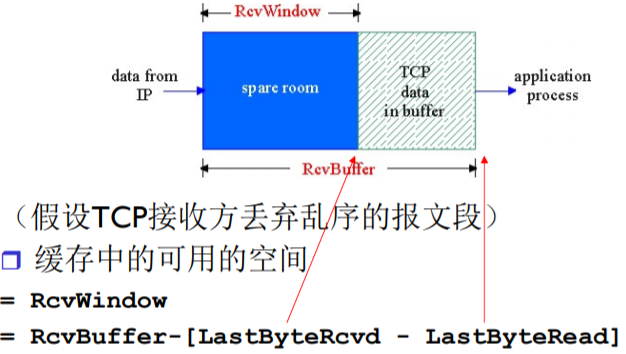 RcvWindow
data from
IP
spare room
TCP
data
in buffer
application
process
RcvBuffer
（假设TCP接收方丢弃乱序的报文段）
缓存中的可用的空间
= RcvWindow
= RcvBuffer-[LastByteRcvd - LastByteRead]